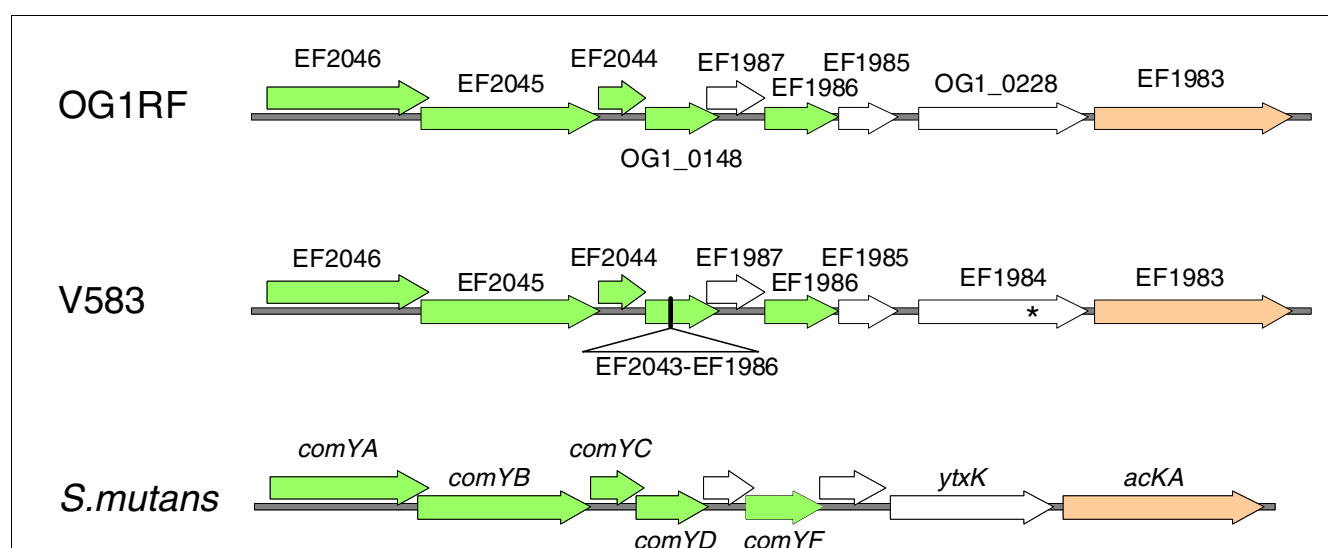 EF2046 EF2045 EF2044 EF1987 EF1986 EF1985 OG1_0228 EF1983
OG1RF
OG1_0148
EF2046 EF2045 EF2044 EF1987 EF1986 EF1985 EF1984 EF1983
V583
*
EF2043-EF1986
comYA comYB comYC ytxK acKA
S.mutans
comYD comYF